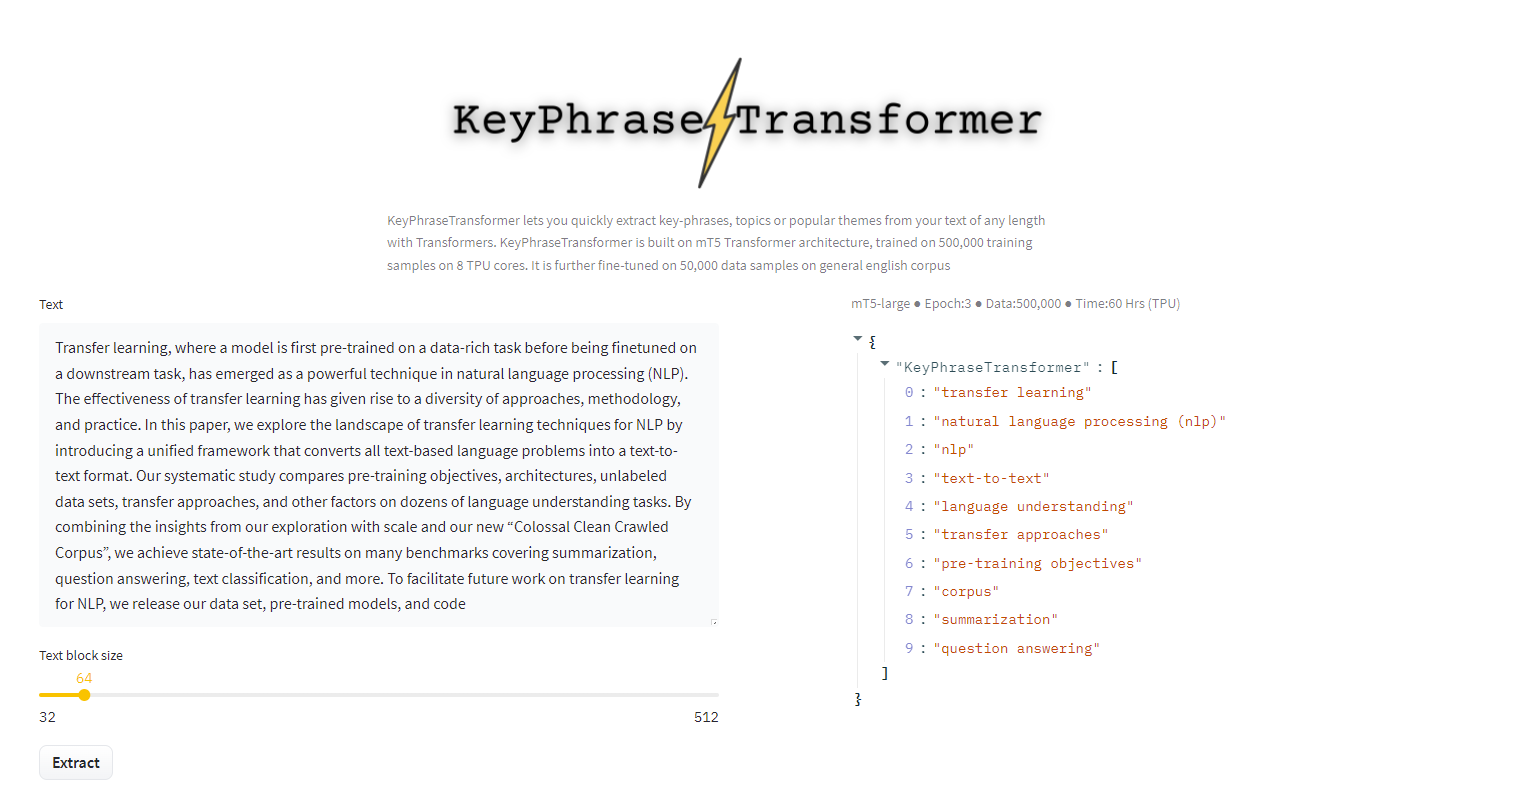 KeyPhrase Transformer
KeyPhraseTransformer lets you quickly extract key-phrases, topics or popular themes from your text of any length
with Transformers. KeyPhraseTransformer is built on mT5 Transformer architecture, trained on 500,000 training
samples on 8 TPU cores. It is further fine-tuned on 50,000 data samples on general english corpus
Text
Transfer learning, where a model is first pre-trained on a data-rich task before being finetuned on
a downstream task, has emerged as a powerful technique in natural language processing (NLP).
The effectiveness of transfer learning has given rise to a diversity of approaches, methodology,
and practice. In this paper, we explore the landscape of transfer learning techniques for NLP by
introducing a unified framework that converts all text-based language problems into a text-to-
text format. Our systematic study compares pre-training objectives, architectures, unlabeled
data sets, transfer approaches, and other factors on dozens of language understanding tasks. By
combining the insights from our exploration with scale and our new “Colossal Clean Crawled
Corpus”, we achieve state-of-the-art results on many benchmarks covering summarization,
question answering, text classification, and more. To facilitate future work on transfer learning
for NLP, we release our data set, pre-trained models, and code
Text block size
64
32 512
Extract
mT5-large ● Epoch:3 ● Data:500,000 ● Time:60 Hrs (TPU)
{
"KeyPhraseTransformer" : [
0 : "transfer learning"
1 : "natural language processing (nlp)"
2 : "nlp"
3 : "text-to-text"
4 : "language understanding"
5 : "transfer approaches"
6 : "pre-training objectives"
7 : "corpus"
8 : "summarization"
9 : "question answering"
]
}